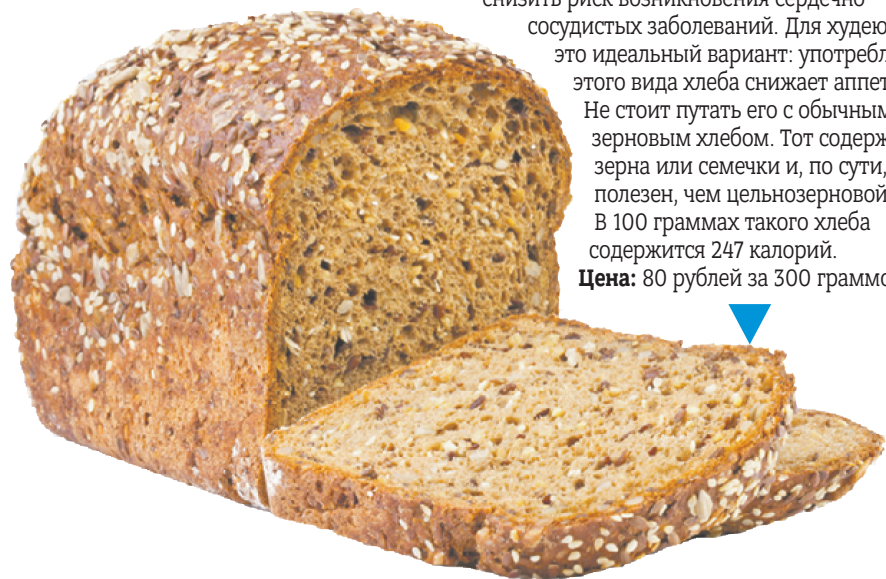 снизить риск возникновения сердечно
сосудистых заболеваний. Для худею
это идеальный вариант: употребл
этого вида хлеба снижает аппет
Не стоит путать его с обычным
зерновым хлебом. Тот содерж
зерна или семечки и, по сути,
полезен, чем цельнозерновой
В 100 граммах такого хлеба
содержится 247 калорий.
Цена: 80 рублей за 300 граммо